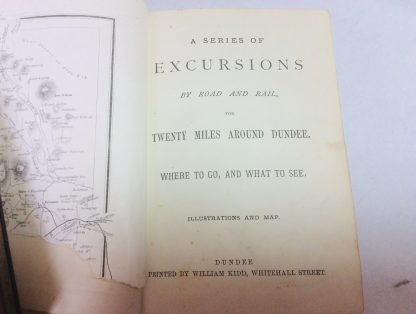 A SERIES OF
EXCURSIONS
BY ROAD AND RAIL,
FOR
TWENTY MILES AROUND DUNDEE.
WHERE TO GO, AND WHAT TO SEE.
ILLUSTRATIONS AND MAP.
DUNDEE
PRINTED BY WILLIAM KIDD, WHITEHALL STREET.